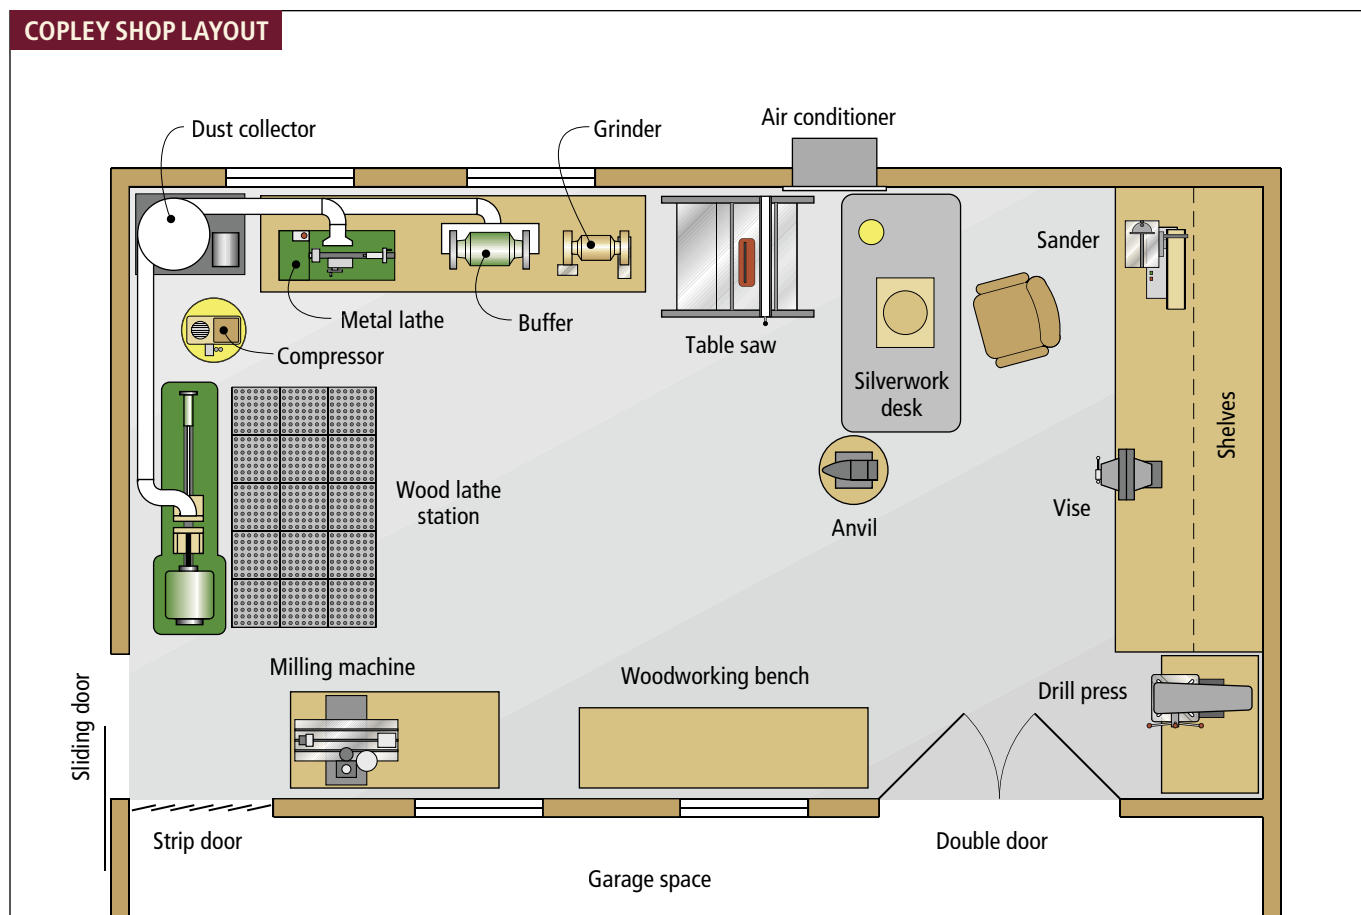 COPLEY SHOP LAYOUT
Air conditioner
Dust collector
Grinder
Sander
Metal lathe
Buffer
Table saw
Compressor
Silverwork
desk
Shelves
Wood lathe
station
Vise
Anvil
Milling machine
Woodworking bench
Drill press
Sliding door
Strip door
Double door
Garage space